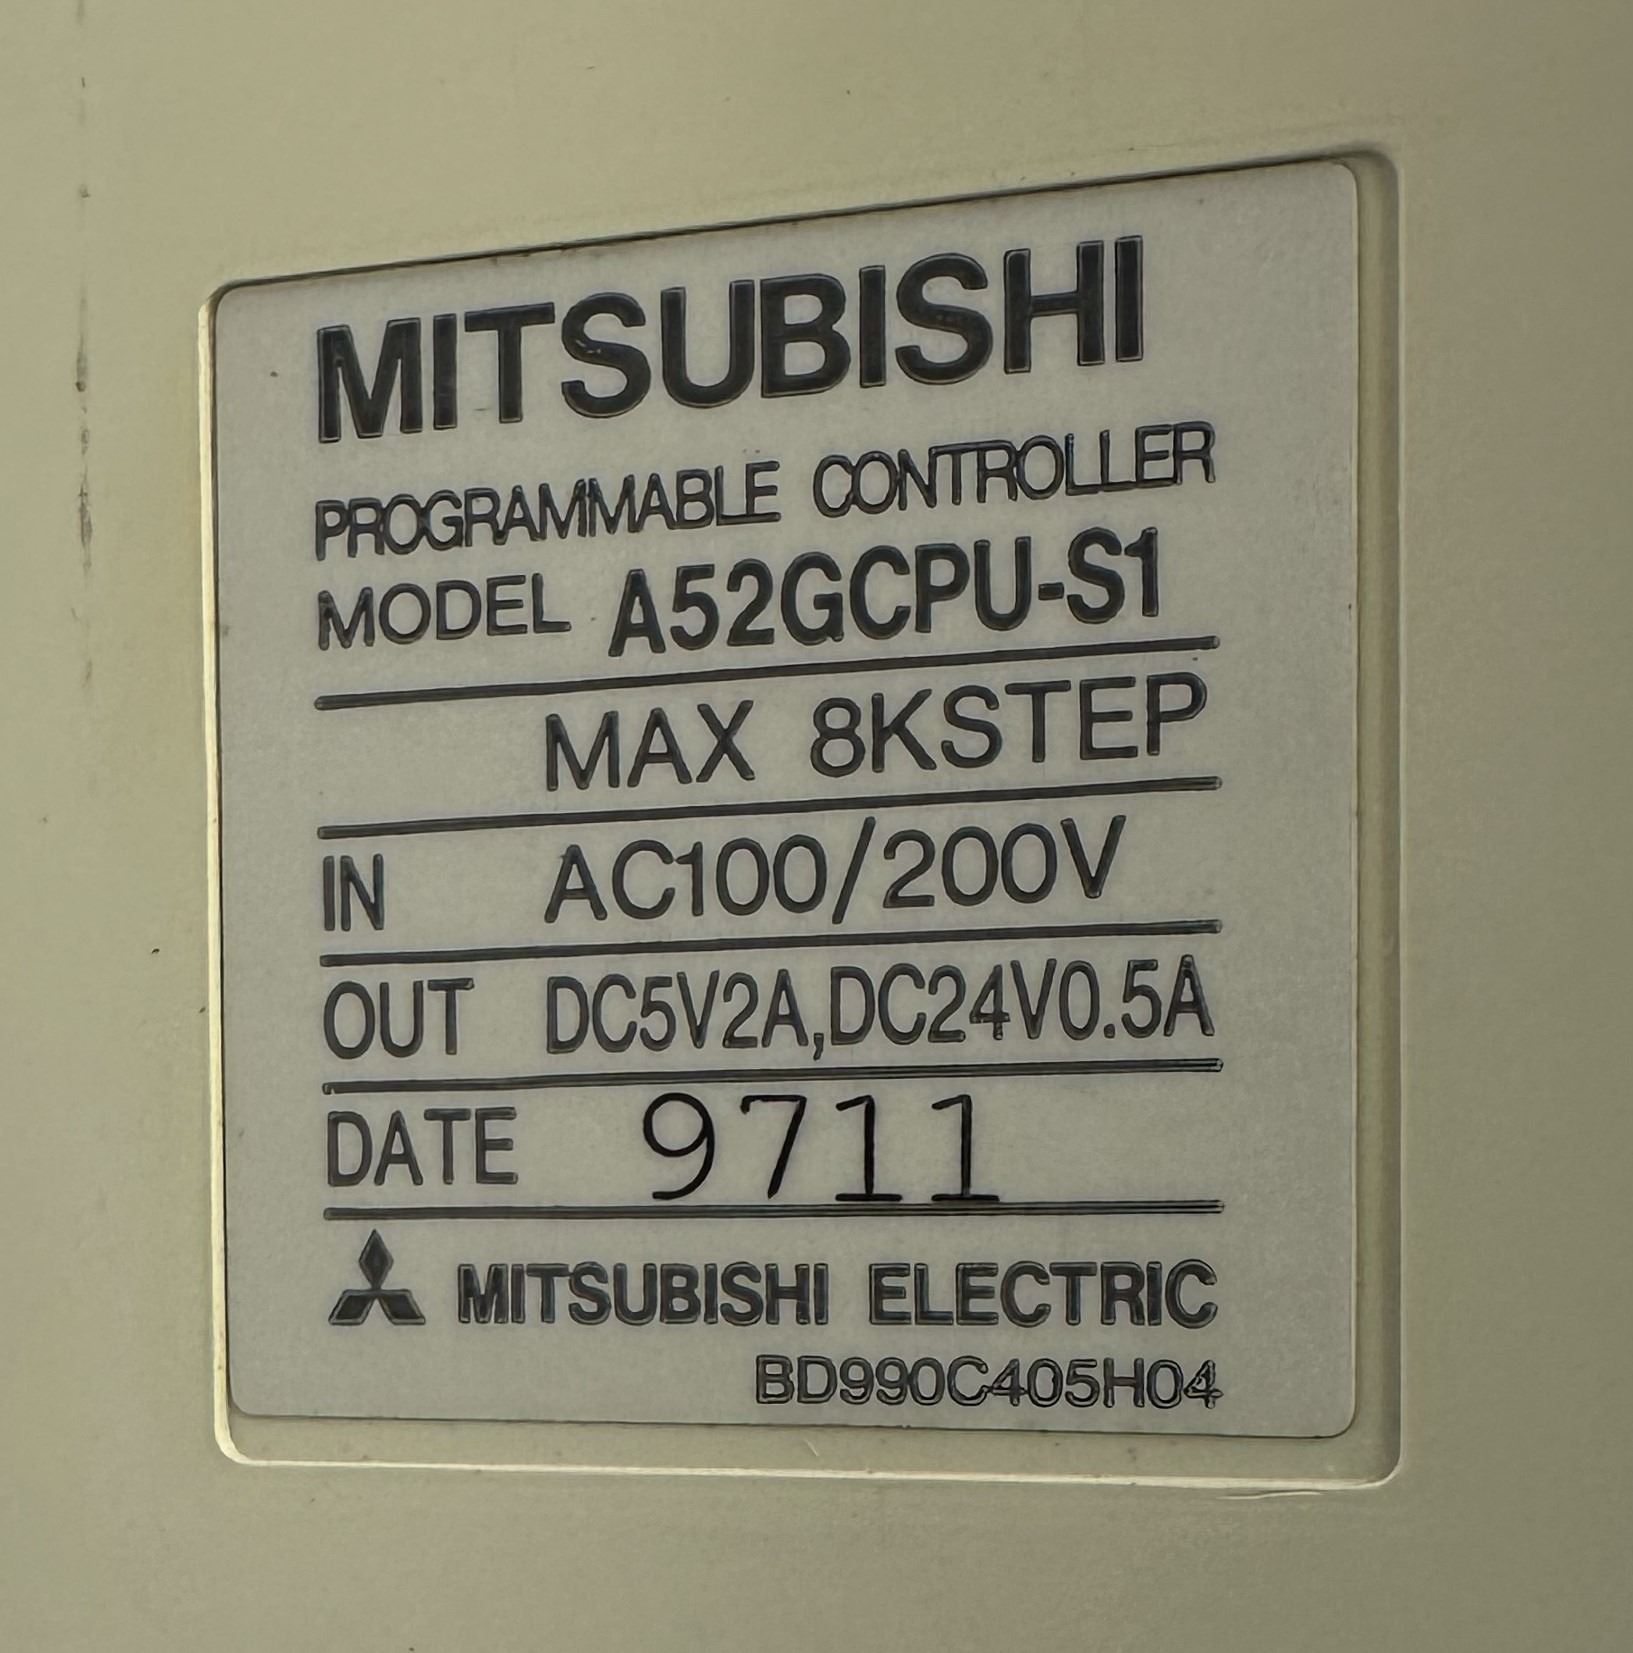 MITSUBISHI
PROGRAMMABLE CONTROLLER
MODEL A52GCPU-S1
MAX 8KSTEP
IN AC100/200V
OUT DC5V2A,DC24V0.5A
DATE 9711
MITSUBISHI ELECTRIC
BD990C405H04